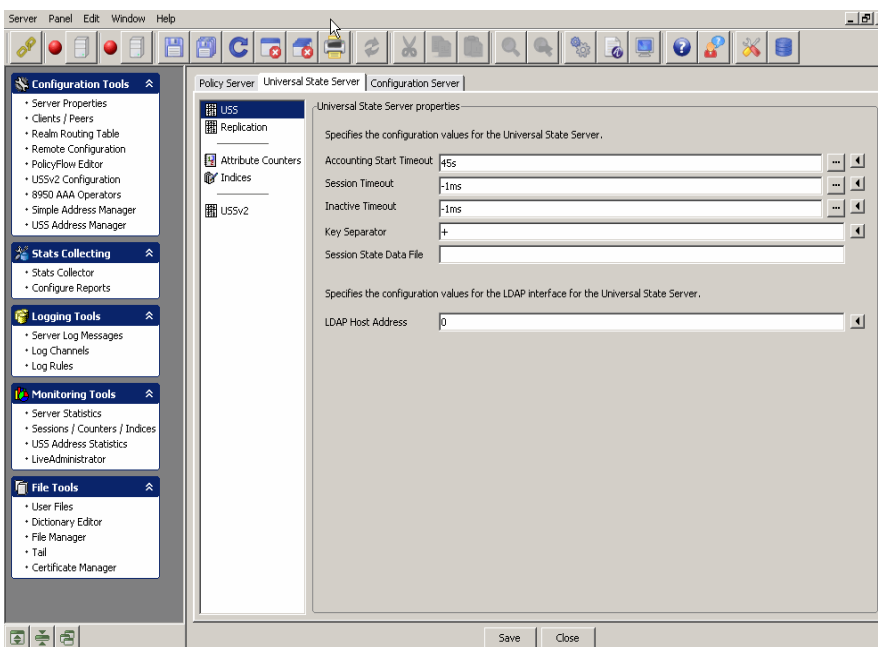 Server Panel Edit Window Help
Configuration Tools
Server Properties
Clients / Peers
Realm Routing Table
Remote Configuration
PolicyFlow Editor
USSv2 Configuration
8950 AAA Operators
Simple Address Manager
USS Address Manager
Stats Collecting
Stats Collector
Configure Reports
Logging Tools
Server Log Messages
Log Channels
Log Rules
Monitoring Tools
Server Statistics
Sessions / Counters / Indices
USS Address Statistics
LiveAdministrator
File Tools
User Files
Dictionary Editor
File Manager
Tail
Certificate Manager
Policy Server Universal State Server Configuration Server
USS
Replication
Attribute Counters
Indices
USSv2
Universal State Server properties
Specifies the configuration values for the Universal State Server.
Accounting Start Timeout 45s ...
Session Timeout -1ms ...
Inactive Timeout -1ms ...
Key Separator +
Session State Data File
Specifies the configuration values for the LDAP interface for the Universal State Server.
LDAP Host Address 0
Save Close